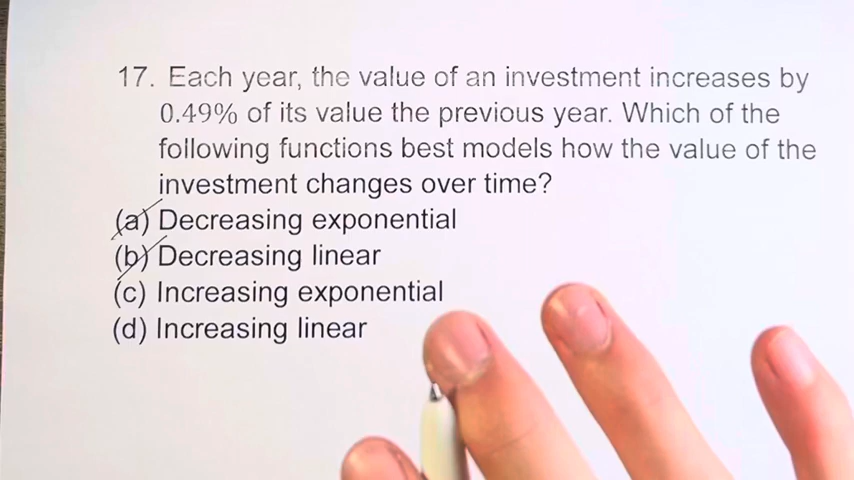 17. Each year, the value of an investment increases by
0.49% of its value the previous year. Which of the
following functions best models how the value of the
investment changes over time?
(a) Decreasing exponential
(b) Decreasing linear
(c) Increasing exponential
(d) Increasing linear